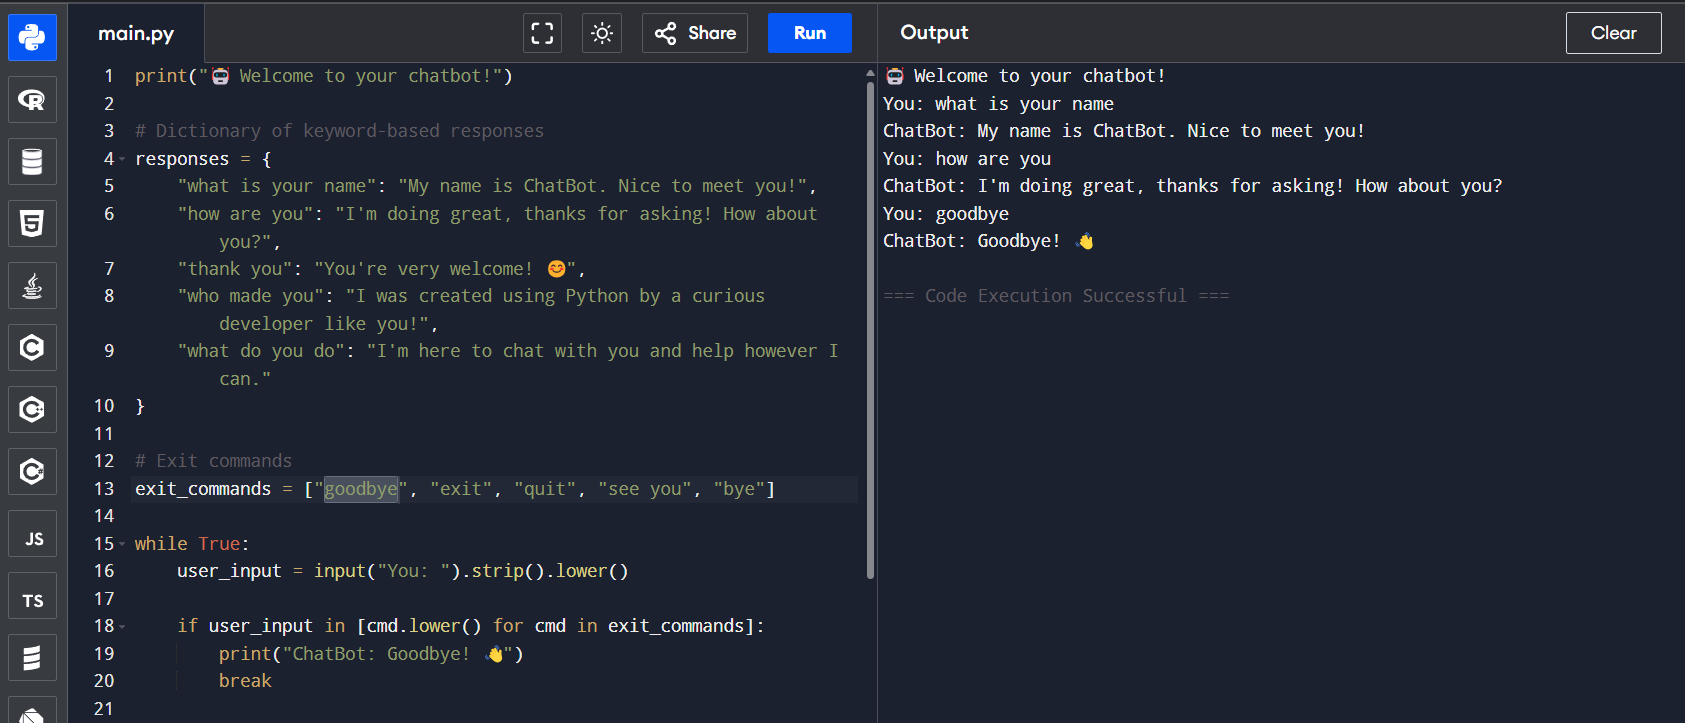 main.py
Share
Run
Output
Clear
1 print("🤖 Welcome to your chatbot!")
2
3 # Dictionary of keyword-based responses
4 responses = {
5 "what is your name": "My name is ChatBot. Nice to meet you!",
6 "how are you": "I'm doing great, thanks for asking! How about
you?",
7 "thank you": "You're very welcome! 😊",
8 "who made you": "I was created using Python by a curious
developer like you!",
9 "what do you do": "I'm here to chat with you and help however I
can."
10 }
11
12 # Exit commands
13 exit_commands = ["goodbye", "exit", "quit", "see you", "bye"]
14
15 while True:
16 user_input = input("You: ").strip().lower()
17
18 if user_input in [cmd.lower() for cmd in exit_commands]:
19 print("ChatBot: Goodbye! 👋")
20 break
21
🤖 Welcome to your chatbot!
You: what is your name
ChatBot: My name is ChatBot. Nice to meet you!
You: how are you
ChatBot: I'm doing great, thanks for asking! How about you?
You: goodbye
ChatBot: Goodbye! 👋
=== Code Execution Successful ===
R
5
C
C
C
JS
TS